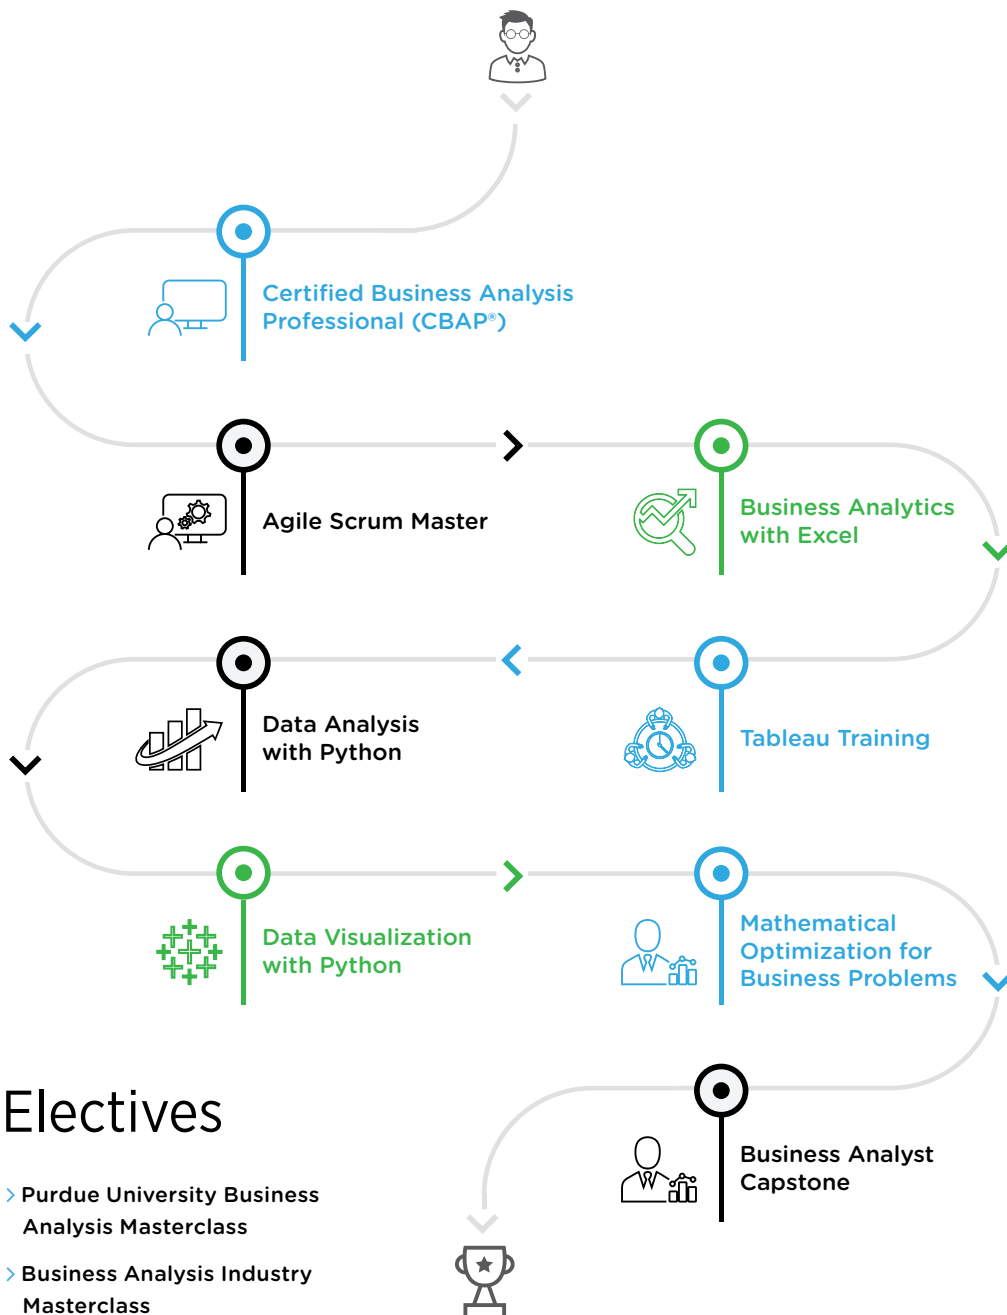 Certified Business Analysis
Professional (CBAP®)
Agile Scrum Master
Business Analytics
with Excel
Tableau Training
Data Analysis
with Python
Data Visualization
with Python
Mathematical
Optimization for
Business Problems
Business Analyst
Capstone
Electives
Purdue University Business
Analysis Masterclass
Business Analysis Industry
Masterclass